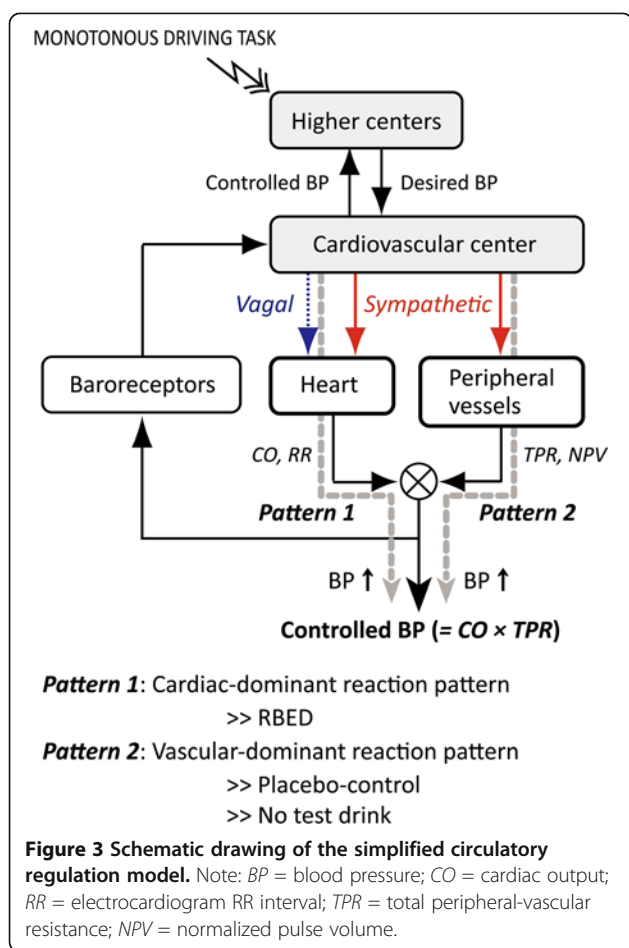 MONOTONOUS DRIVING TASK
Higher centers
Controlled BP
Desired BP
Cardiovascular center
Vagal
Sympathetic
Baroreceptors
Heart
Peripheral
vessels
CO, RR
TPR, NPV
Pattern 1
Pattern 2
BP ↑
BP ↑
Controlled BP (= CO × TPR)
Pattern 1: Cardiac-dominant reaction pattern
>> RBED
Pattern 2: Vascular-dominant reaction pattern
>> Placebo-control
>> No test drink
Figure 3 Schematic drawing of the simplified circulatory
regulation model. Note: BP = blood pressure; CO = cardiac output;
RR = electrocardiogram RR interval; TPR = total peripheral-vascular
resistance; NPV = normalized pulse volume.